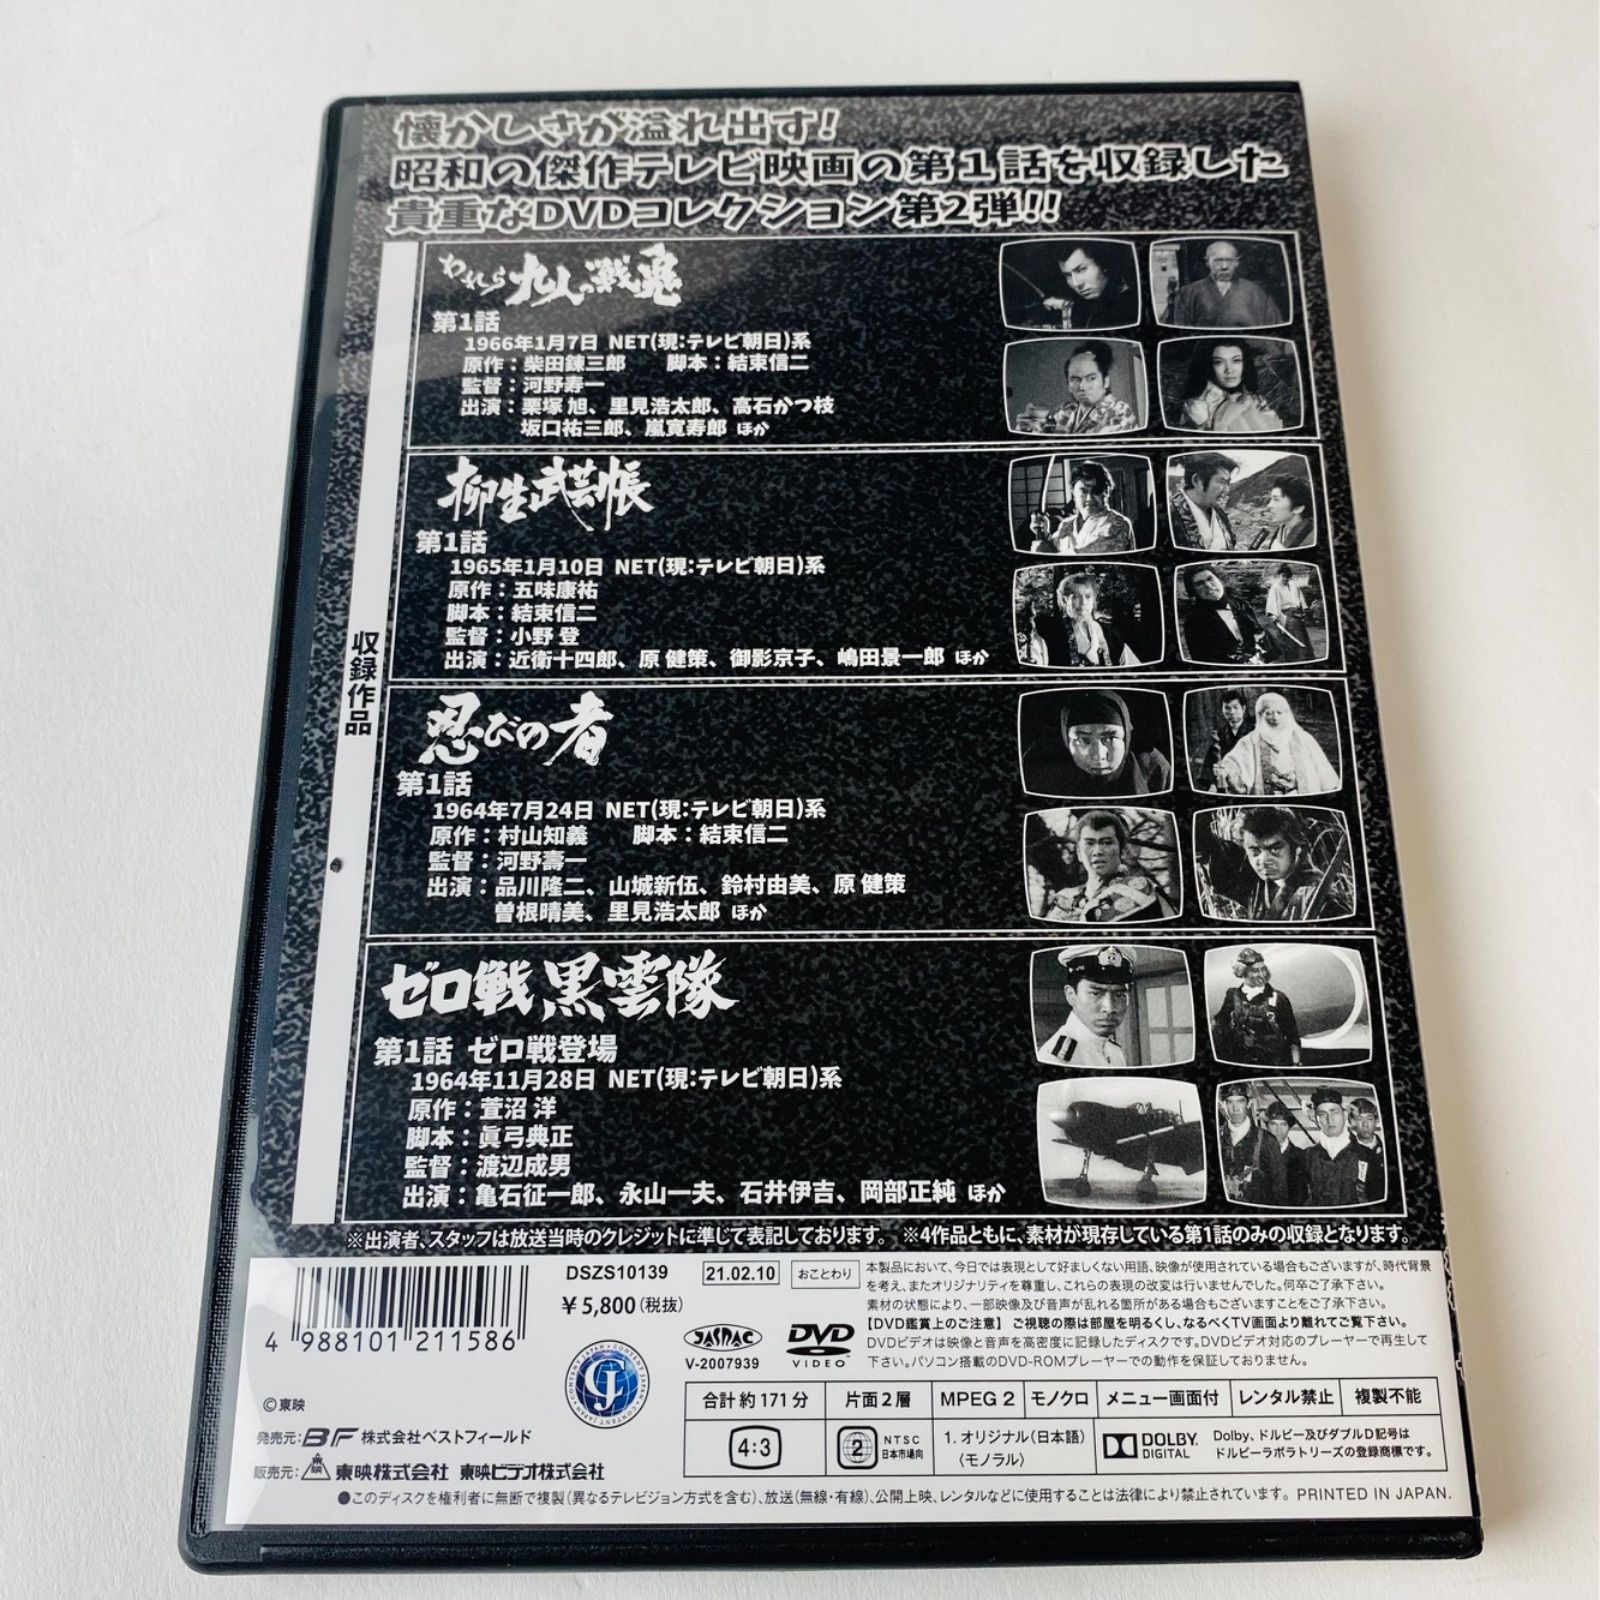 懐かしさが溢れ出す!
昭和の傑作テレビ映画の第1話を収録した
貴重なDVDコレクション第2弾!!
収録作品
われら九人の戦鬼
第1話
1966年1月7日 NET(現:テレビ朝日)系
原作:柴田錬三郎 脚本:結束信二
監督:河野寿一
出演:栗塚 旭、里見浩太郎、高石かつ枝
坂口祐三郎、嵐寛寿郎 ほか
柳生武芸帳
第1話
1965年1月10日 NET(現:テレビ朝日)系
原作:五味康祐
脚本:結束信二
監督:小野 登
出演:近衛十四郎、原 健策、御影京子、嶋田景一郎 ほか
忍びの者
第1話
1964年7月24日 NET(現:テレビ朝日)系
原作:村山知義 脚本:結束信二
監督:河野壽一
出演:品川隆二、山城新伍、鈴村由美、原 健策
曽根晴美、里見浩太郎 ほか
ゼロ戦黒雲隊
第1話 ゼロ戦登場
1964年11月28日 NET(現:テレビ朝日)系
原作:萱沼 洋
脚本:眞弓典正
監督:渡辺成男
出演:亀石征一郎、永山一夫、石井伊吉、岡部正純 ほか
※出演者、スタッフは放送当時のクレジットに準じて表記しております。 ※4作品ともに、素材が現存している第1話のみの収録となります。
4 988101 211586
DSZS10139
21.02.10
¥5,800(税抜)
おことわり
本製品において、今日では表現として好ましくない用語、映像が使用されている場合もございますが、時代背景
を考え、またオリジナリティを尊重し、これらの表現の改変は行いませんでした。何卒ご了承下さい。
素材の状態により、一部映像及び音声が乱れる箇所がある場合もございますことをご了承下さい。
【DVD鑑賞上のご注意】 ご視聴の際は部屋を明るくし、なるべくTV画面より離れてご覧下さい。
DVDビデオは映像と音声を高密度に記録したディスクです。DVDビデオ対応のプレーヤーで再生して
下さい。パソコン搭載のDVD-ROMプレーヤーでの動作を保証しておりません。
JASRAC
V-2007939
DVD
VIDEO
CONTENT JAPAN
CJ
©東映
発売元:BF 株式会社ベストフィールド
販売元:東映 東映株式会社 東映ビデオ株式会社
合計 約171分 片面2層 MPEG 2 モノクロ メニュー画面付 レンタル禁止 複製不能
4:3
2 NTSC
日本市場向
1. オリジナル(日本語)
(モノラル)
DOLBY
DIGITAL
Dolby、ドルビー及びダブルD記号は
ドルビーラボラトリーズの登録商標です。
●このディスクを権利者に無断で複製(異なるテレビジョン方式を含む)、放送(無線・有線)、公開上映、レンタルなどに使用することは法律により禁止されています。 PRINTED IN JAPAN.